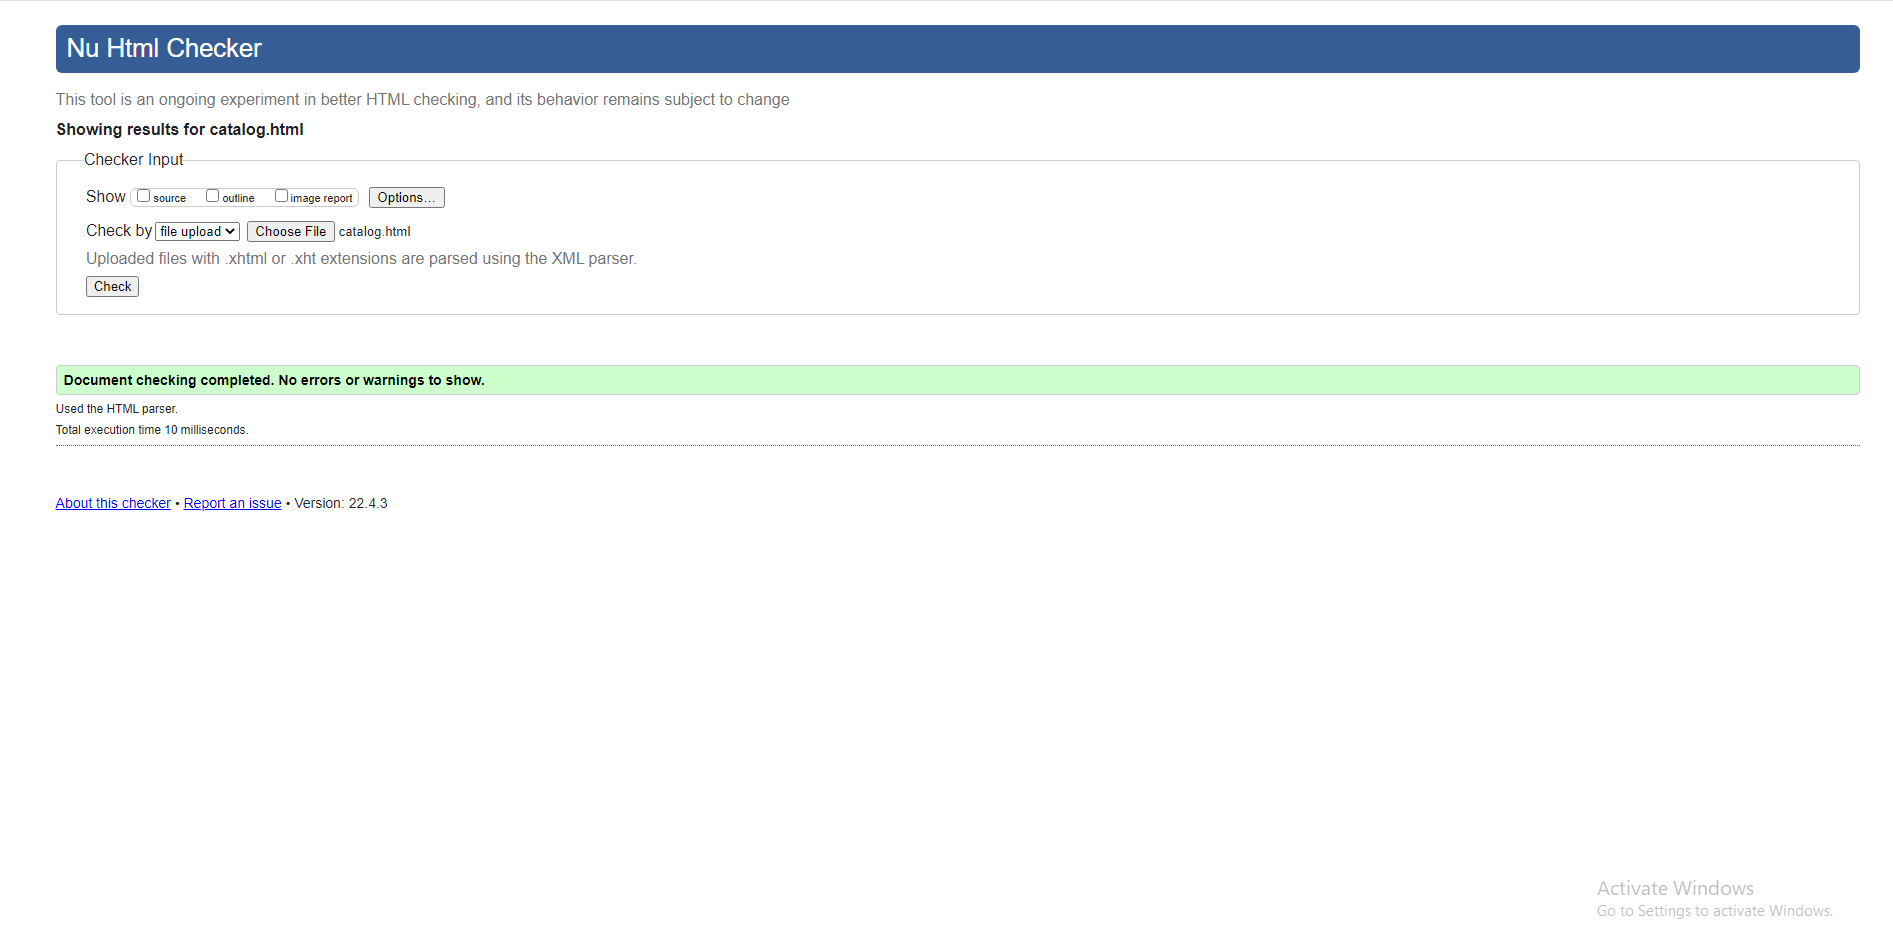 Nu Html Checker
This tool is an ongoing experiment in better HTML checking, and its behavior remains subject to change
Showing results for catalog.html
Checker Input
Show source outline image report Options...
Check by file upload Choose File catalog.html
Uploaded files with .xhtml or .xht extensions are parsed using the XML parser.
Check
Document checking completed. No errors or warnings to show.
Used the HTML parser.
Total execution time 10 milliseconds.
About this checker • Report an issue • Version: 22.4.3
Activate Windows
Go to Settings to activate Windows.